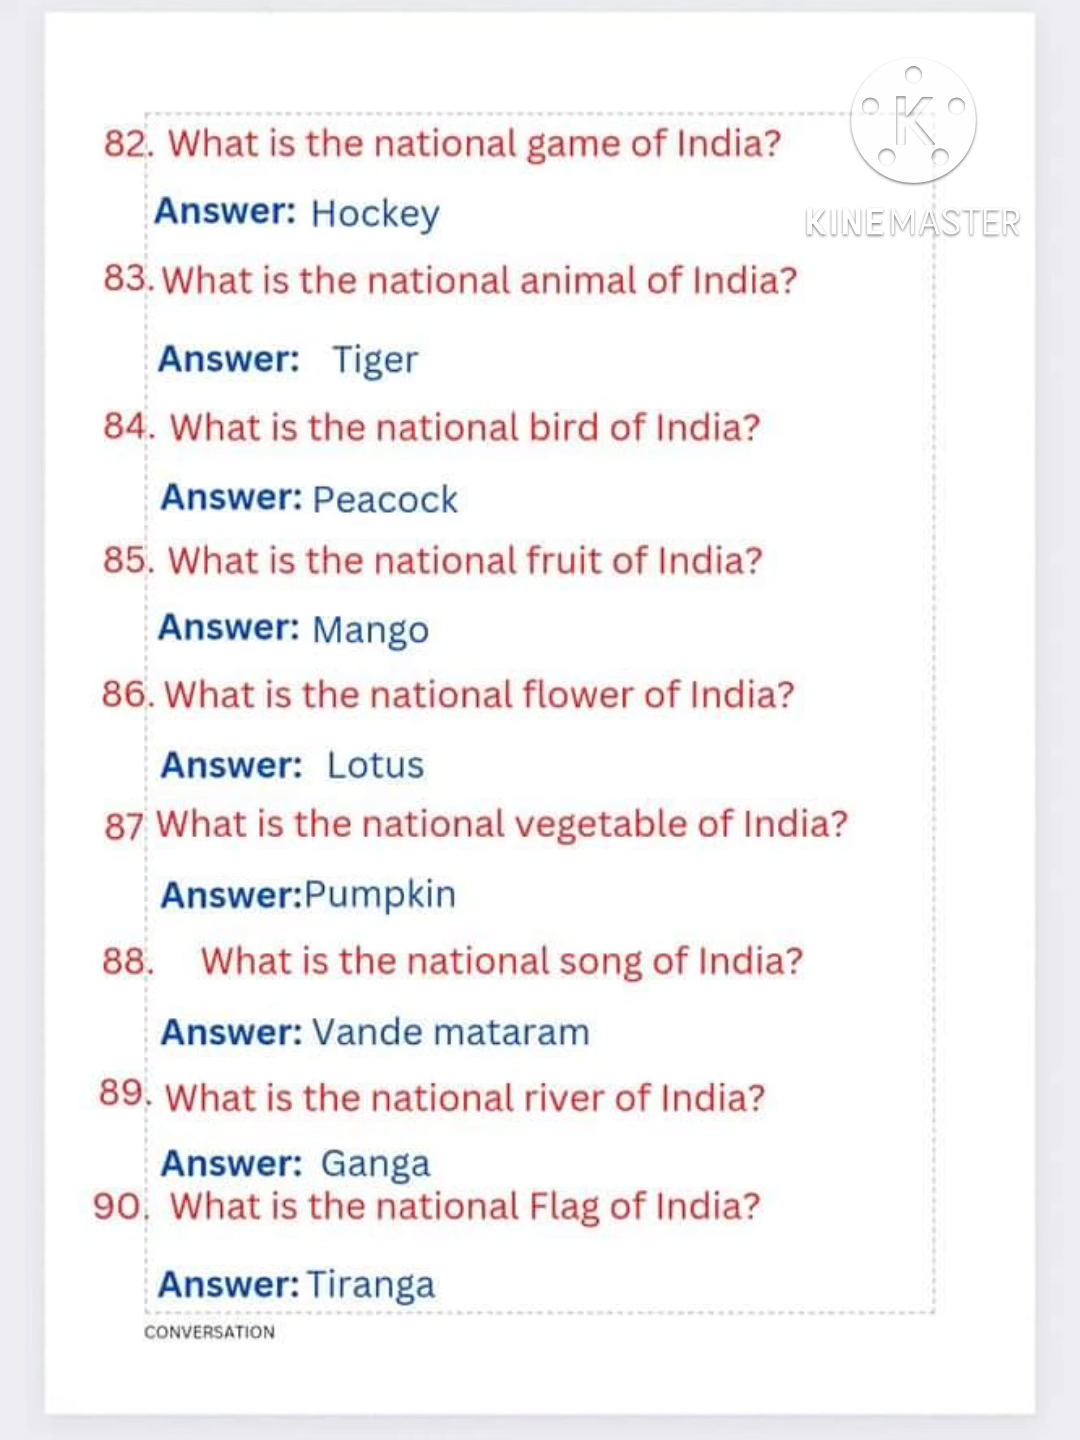 82. What is the national game of India?
Answer: Hockey
83. What is the national animal of India?
Answer: Tiger
84. What is the national bird of India?
Answer: Peacock
85. What is the national fruit of India?
Answer: Mango
86. What is the national flower of India?
Answer: Lotus
87 What is the national vegetable of India?
Answer:Pumpkin
88. What is the national song of India?
Answer: Vande mataram
89. What is the national river of India?
Answer: Ganga
90. What is the national Flag of India?
Answer: Tiranga
CONVERSATION
K
KINEMASTER